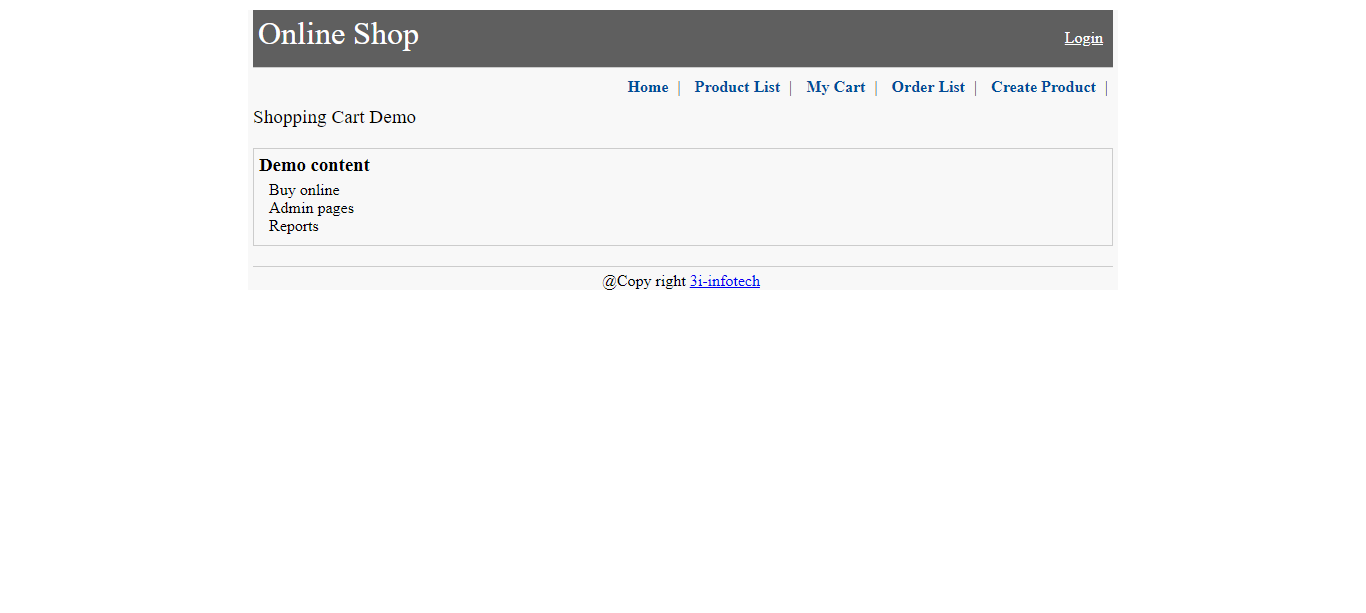 Online Shop
Login
Home | Product List | My Cart | Order List | Create Product |
Shopping Cart Demo
Demo content
Buy online
Admin pages
Reports
@Copy right 3i-infotech